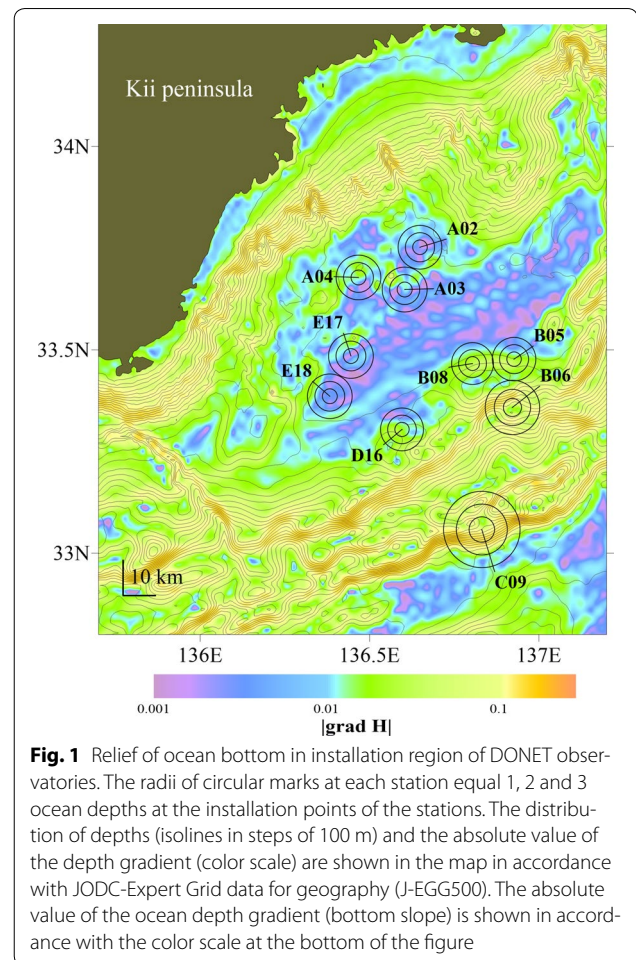 Kii peninsula
34N
A02
A04
A03
E17
33.5N
B05
E18
B08
B06
D16
33N
10 km
C09
136E 136.5E 137E
0.001 0.01 0.1
|grad H|
Fig. 1 Relief of ocean bottom in installation region of DONET obser-
vatories. The radii of circular marks at each station equal 1, 2 and 3
ocean depths at the installation points of the stations. The distribu-
tion of depths (isolines in steps of 100 m) and the absolute value of
the depth gradient (color scale) are shown in the map in accordance
with JODC-Expert Grid data for geography (J-EGG500). The absolute
value of the ocean depth gradient (bottom slope) is shown in accord-
ance with the color scale at the bottom of the figure